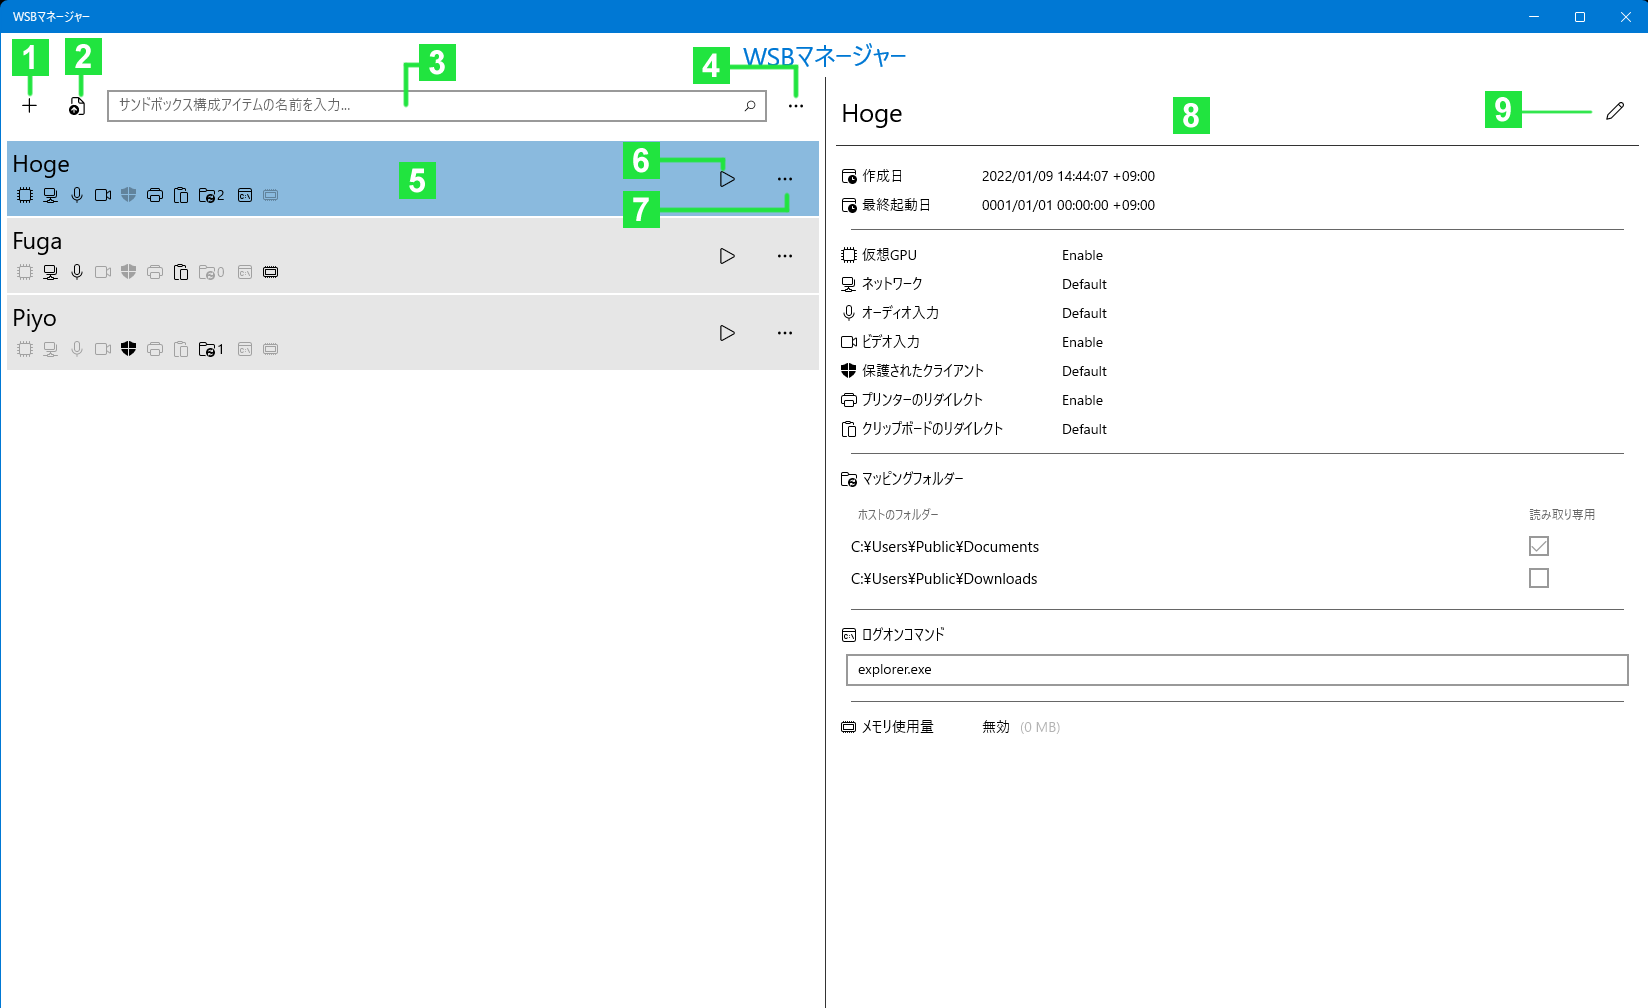 WSBマネージャー
WSBマネージャー
1
2
3
4
サンドボックス構成アイテムの名前を入力...
Hoge
5
6
7
2
Fuga
0
Piyo
1
Hoge
8
9
作成日 2022/01/09 14:44:07 +09:00
最終起動日 0001/01/01 00:00:00 +09:00
仮想GPU Enable
ネットワーク Default
オーディオ入力 Default
ビデオ入力 Enable
保護されたクライアント Default
プリンターのリダイレクト Enable
クリップボードのリダイレクト Default
マッピングフォルダー
ホストのフォルダー 読み取り専用
C:¥Users¥Public¥Documents
C:¥Users¥Public¥Downloads
ログオンコマンド
explorer.exe
メモリ使用量 無効 (0 MB)